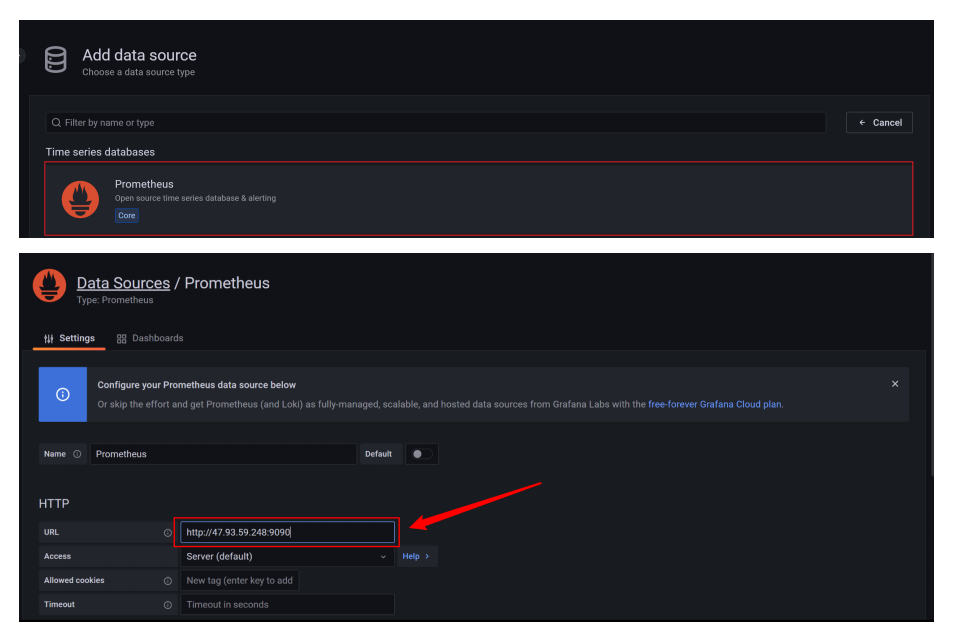 Add data source
Choose a data source type
Filter by name or type
Cancel
Time series databases
Prometheus
Open source time series database & alerting
Core
Data Sources / Prometheus
Type: Prometheus
Settings Dashboards
Configure your Prometheus data source below
Or skip the effort and get Prometheus (and Loki) as fully-managed, scalable, and hosted data sources from Grafana Labs with the free-forever Grafana Cloud plan.
Name Prometheus Default
HTTP
URL http://47.93.59.248:9090
Access Server (default) Help >
Allowed cookies New tag (enter key to add
Timeout Timeout in seconds